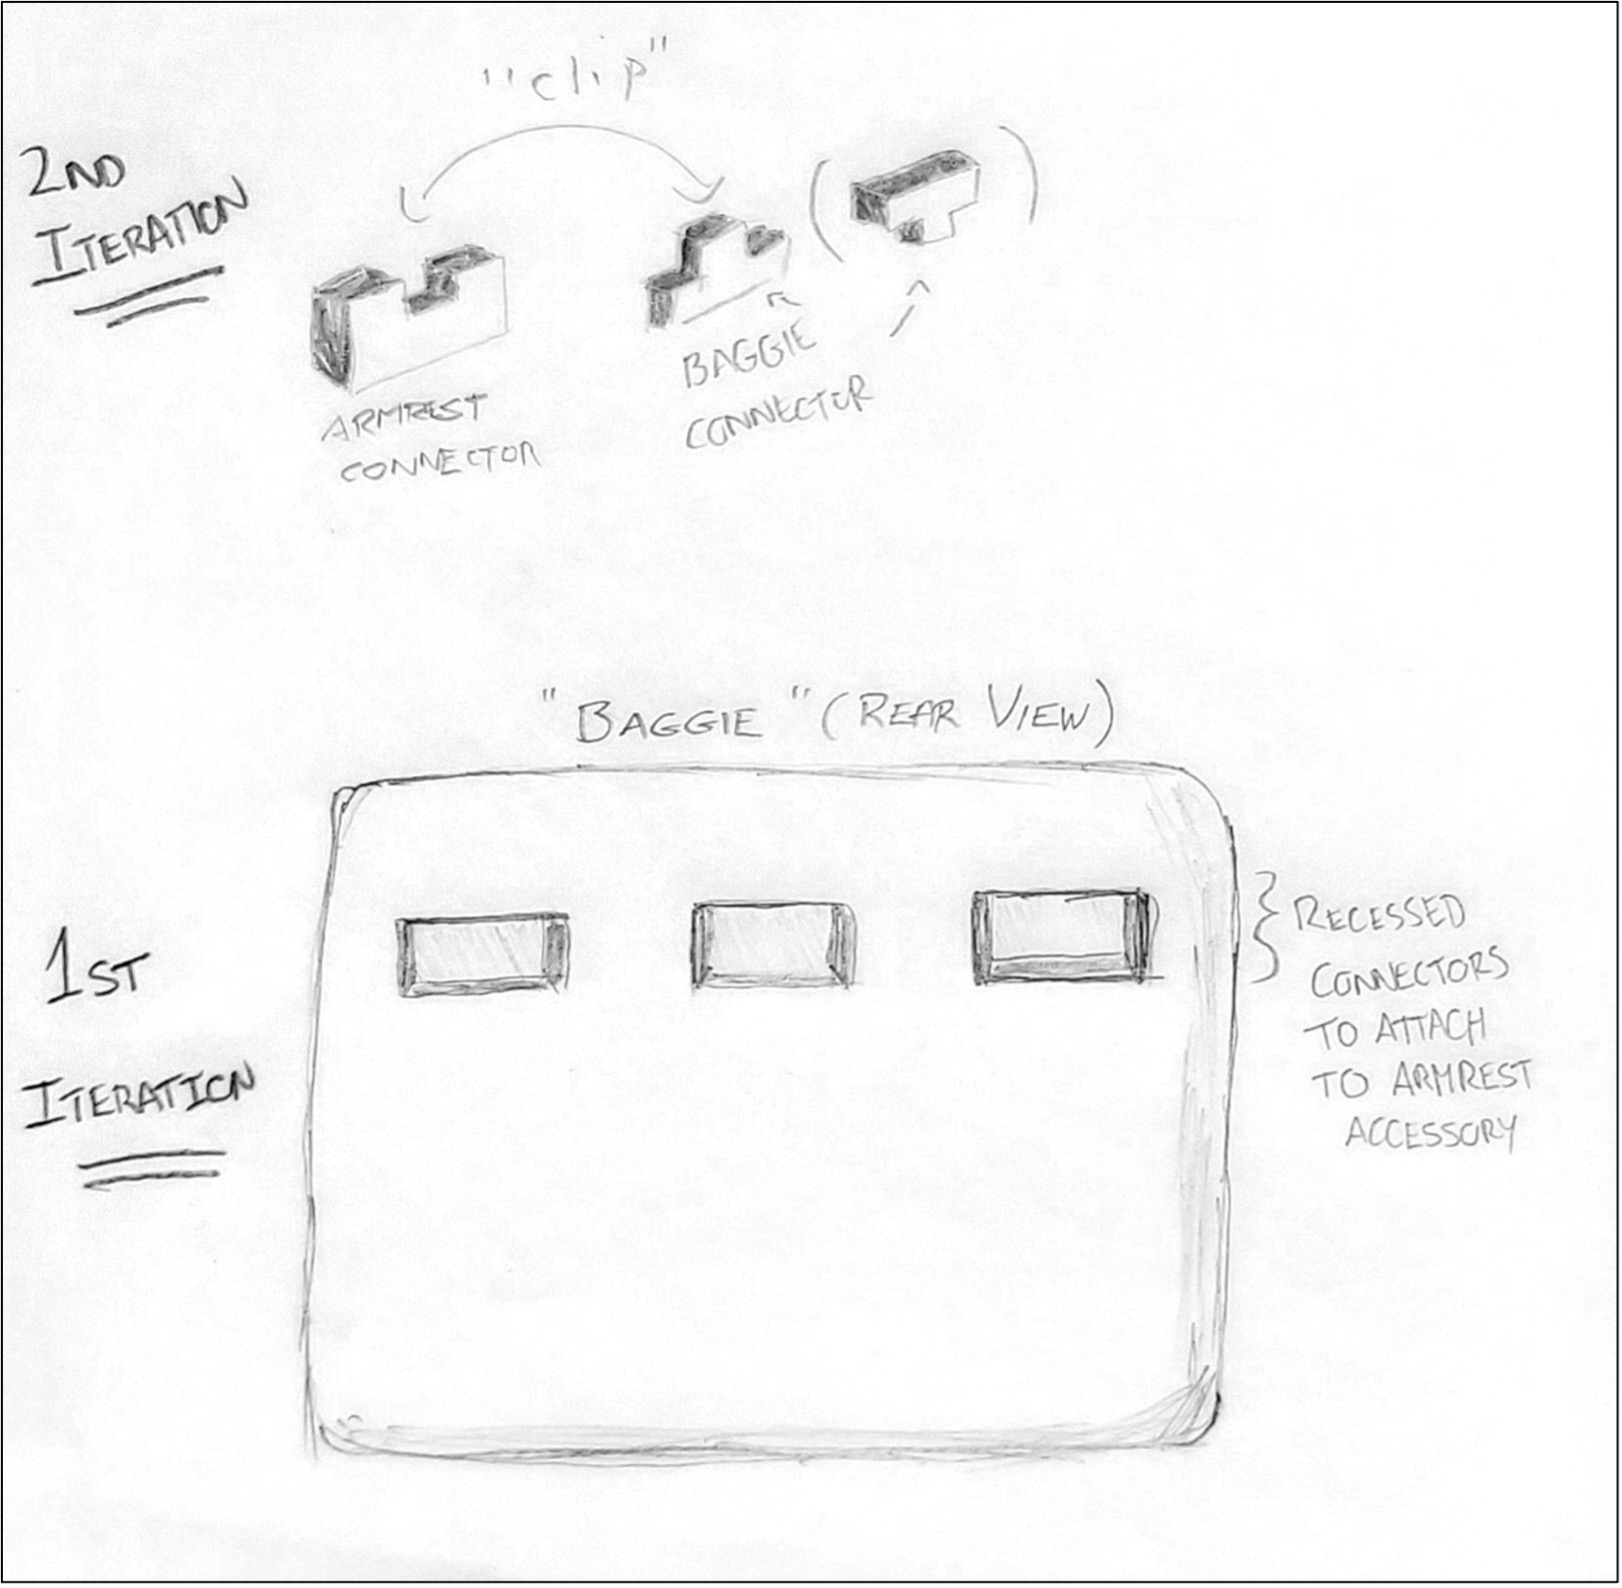 "clip"
2ND
ITERATION
ARMREST
CONNECTOR
BAGGIE
CONNECTOR
"BAGGIE" (REAR VIEW)
1ST
ITERATION
RECESSED
CONNECTORS
TO ATTACH
TO ARMREST
ACCESSORY